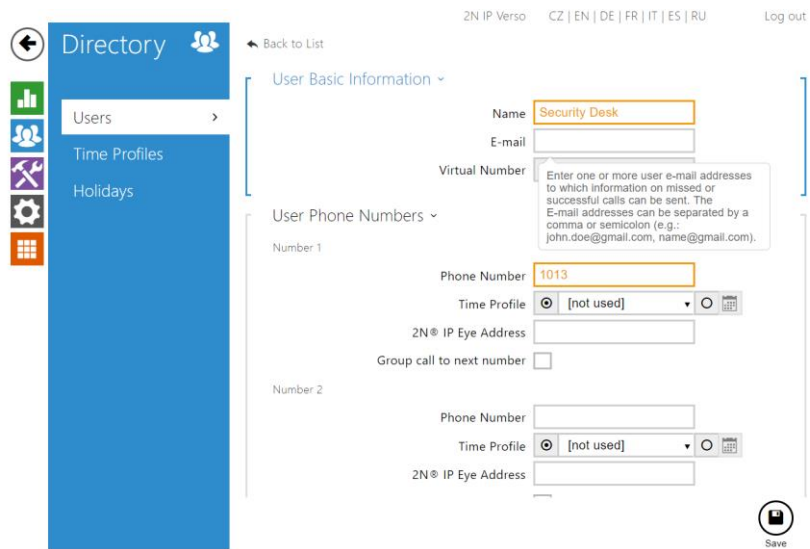 2N IP Verso CZ | EN | DE | FR | IT | ES | RU Log out
Directory
Back to List
Users
Time Profiles
Holidays
User Basic Information
Name Security Desk
E-mail
Virtual Number
Enter one or more user e-mail addresses
to which information on missed or
successful calls can be sent. The
E-mail addresses can be separated by a
comma or semicolon (e.g.:
john.doe@gmail.com, name@gmail.com).
User Phone Numbers
Number 1
Phone Number 1013
Time Profile [not used]
2N® IP Eye Address
Group call to next number
Number 2
Phone Number
Time Profile [not used]
2N® IP Eye Address
Save